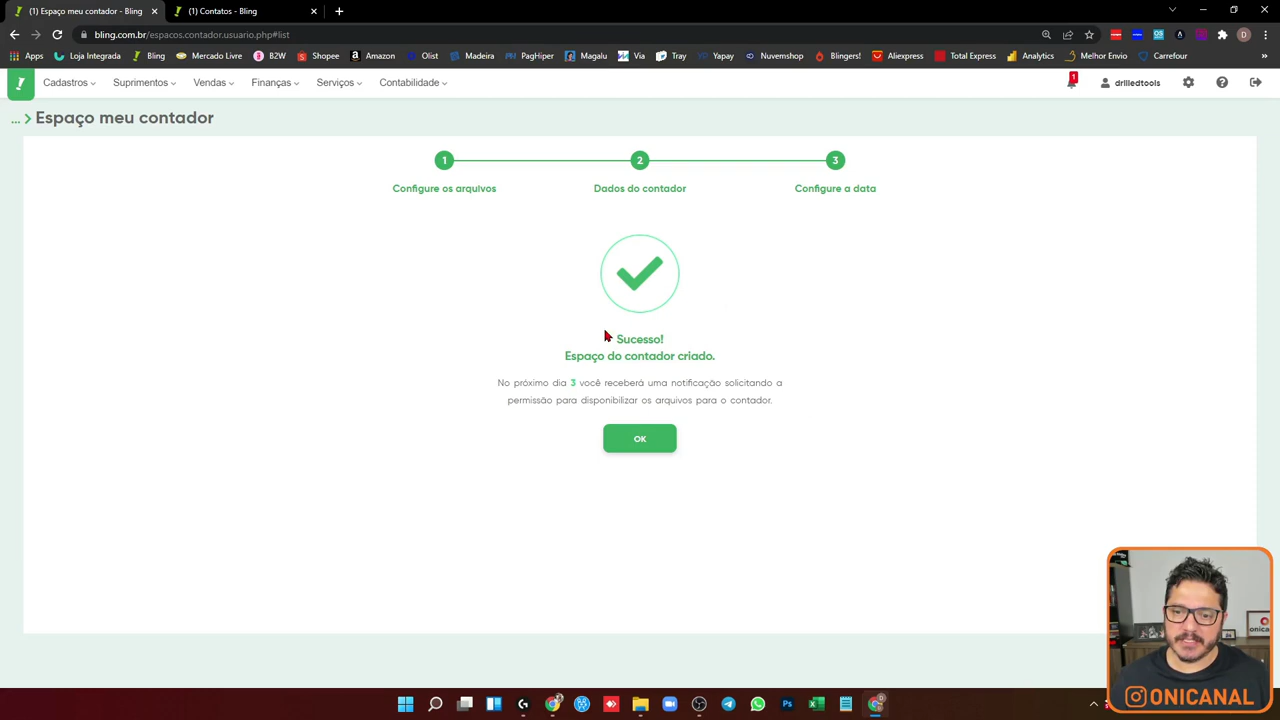 (1) Espaço meu contador - Bling
(1) Contatos - Bling
bling.com.br/espacos.contador.usuario.php#list
Apps
Loja Integrada
Bling
Mercado Livre
B2W
Shopee
Amazon
Olist
Madeira
PagHiper
Magalu
Via
Tray
Yapay
Nuvemshop
Blingers!
Aliexpress
Total Express
Analytics
Melhor Envio
Carrefour
Cadastros
Suprimentos
Vendas
Finanças
Serviços
Contabilidade
1
drilledtools
... > Espaço meu contador
1
2
3
Configure os arquivos
Dados do contador
Configure a data
Sucesso!
Espaço do contador criado.
No próximo dia 3 você receberá uma notificação solicitando a
permissão para disponibilizar os arquivos para o contador.
OK
ONICANAL